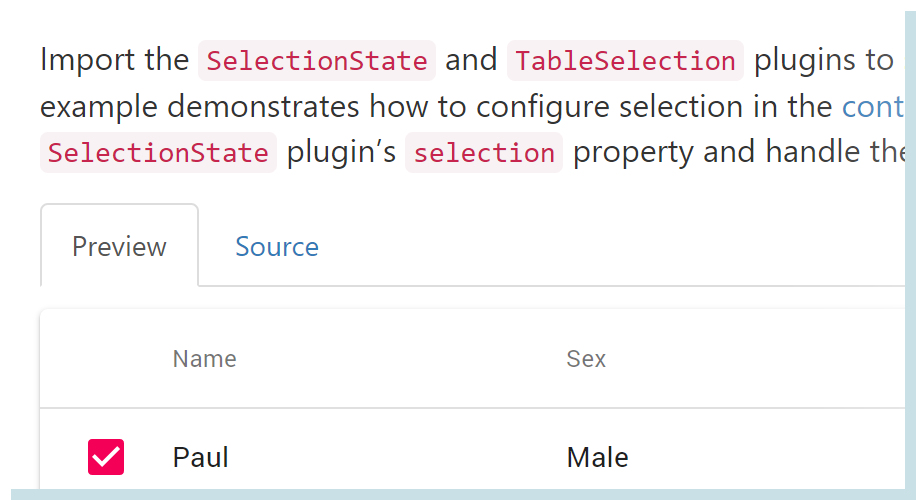 Import the SelectionState and TableSelection plugins to
example demonstrates how to configure selection in the cont
SelectionState plugin’s selection property and handle the
Preview Source
Name Sex
Paul Male